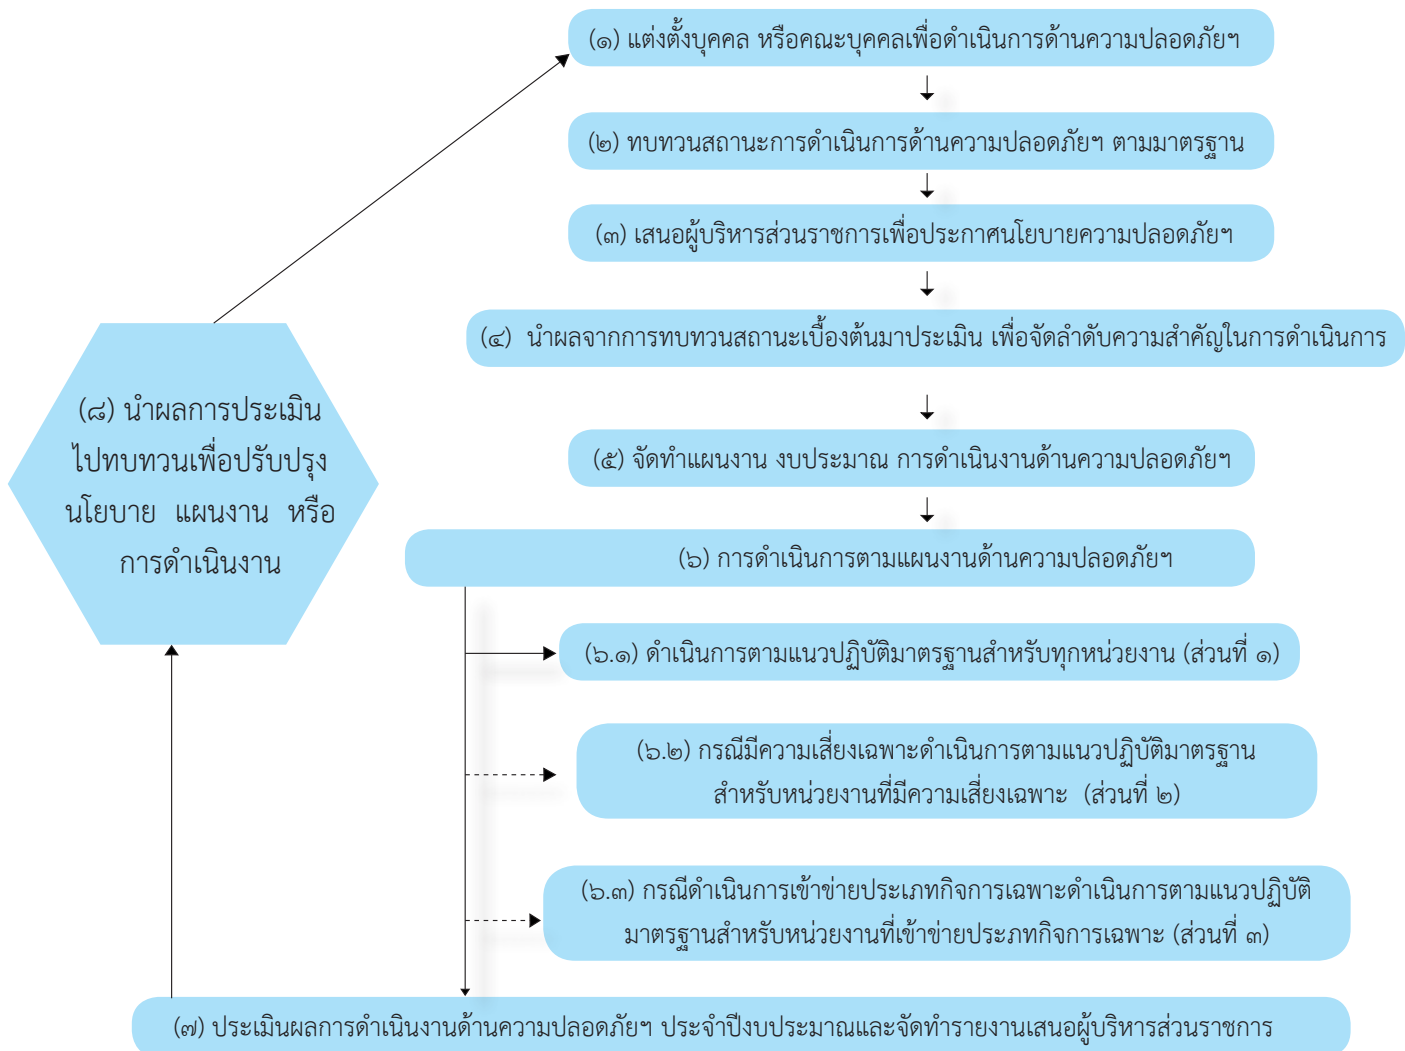 (๑) แต่งตั้งบุคคล หรือคณะบุคคลเพื่อดำเนินการด้านความปลอดภัยฯ
(๒) ทบทวนสถานะการดำเนินการด้านความปลอดภัยฯ ตามมาตรฐาน
(๓) เสนอผู้บริหารส่วนราชการเพื่อประกาศนโยบายความปลอดภัยฯ
(๔) นำผลจากการทบทวนสถานะเบื้องต้นมาประเมิน เพื่อจัดลำดับความสำคัญในการดำเนินการ
(๕) จัดทำแผนงาน งบประมาณ การดำเนินงานด้านความปลอดภัยฯ
(๖) การดำเนินการตามแผนงานด้านความปลอดภัยฯ
(๖.๑) ดำเนินการตามแนวปฏิบัติมาตรฐานสำหรับทุกหน่วยงาน (ส่วนที่ ๑)
(๖.๒) กรณีมีความเสี่ยงเฉพาะดำเนินการตามแนวปฏิบัติมาตรฐาน
สำหรับหน่วยงานที่มีความเสี่ยงเฉพาะ (ส่วนที่ ๒)
(๖.๓) กรณีดำเนินการเข้าข่ายประเภทกิจการเฉพาะดำเนินการตามแนวปฏิบัติ
มาตรฐานสำหรับหน่วยงานที่เข้าข่ายประภทกิจการเฉพาะ (ส่วนที่ ๓)
(๗) ประเมินผลการดำเนินงานด้านความปลอดภัยฯ ประจำปีงบประมาณและจัดทำรายงานเสนอผู้บริหารส่วนราชการ
(๘) นำผลการประเมิน
ไปทบทวนเพื่อปรับปรุง
นโยบาย แผนงาน หรือ
การดำเนินงาน